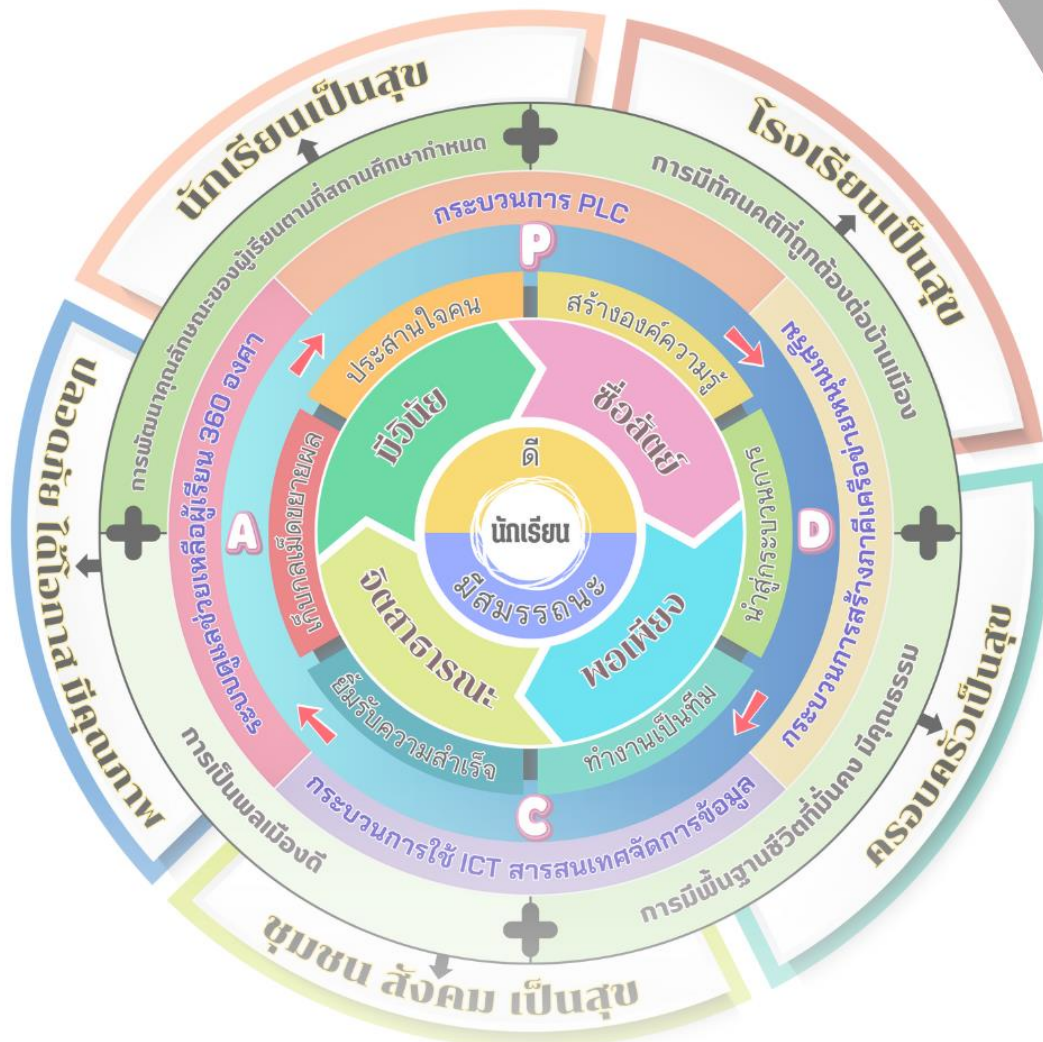 นักเรียนเป็นสุข
โรงเรียนเป็นสุข
ครอบครัวเป็นสุข
ชุมชน สังคม เป็นสุข
ปลอดภัย ได้โอกาส มีคุณภาพ
การพัฒนาคุณลักษณะของผู้เรียนตามที่สถานศึกษากำหนด
การมีทัศนคติที่ถูกต้องต่อบ้านเมือง
การมีพื้นฐานชีวิตที่มั่นคง มีคุณธรรม
การเป็นพลเมืองดี
กระบวนการ PLC
กระบวนการสร้างภาคีเครือข่ายหนุนเสริม
กระบวนการใช้ ICT สารสนเทศจัดการข้อมูล
ระบบดูแลช่วยเหลือผู้เรียน 360 องศา
P
D
C
A
ประสานใจคน
สร้างองค์ความรู้
นำสู่กระบวนการ
ทำงานเป็นทีม
ยิ้มรับความสำเร็จ
เก็บเกล็ดขยายผล
มีวินัย
ซื่อสัตย์
พอเพียง
จิตสาธารณะ
ดี
นักเรียน
มีสมรรถนะ